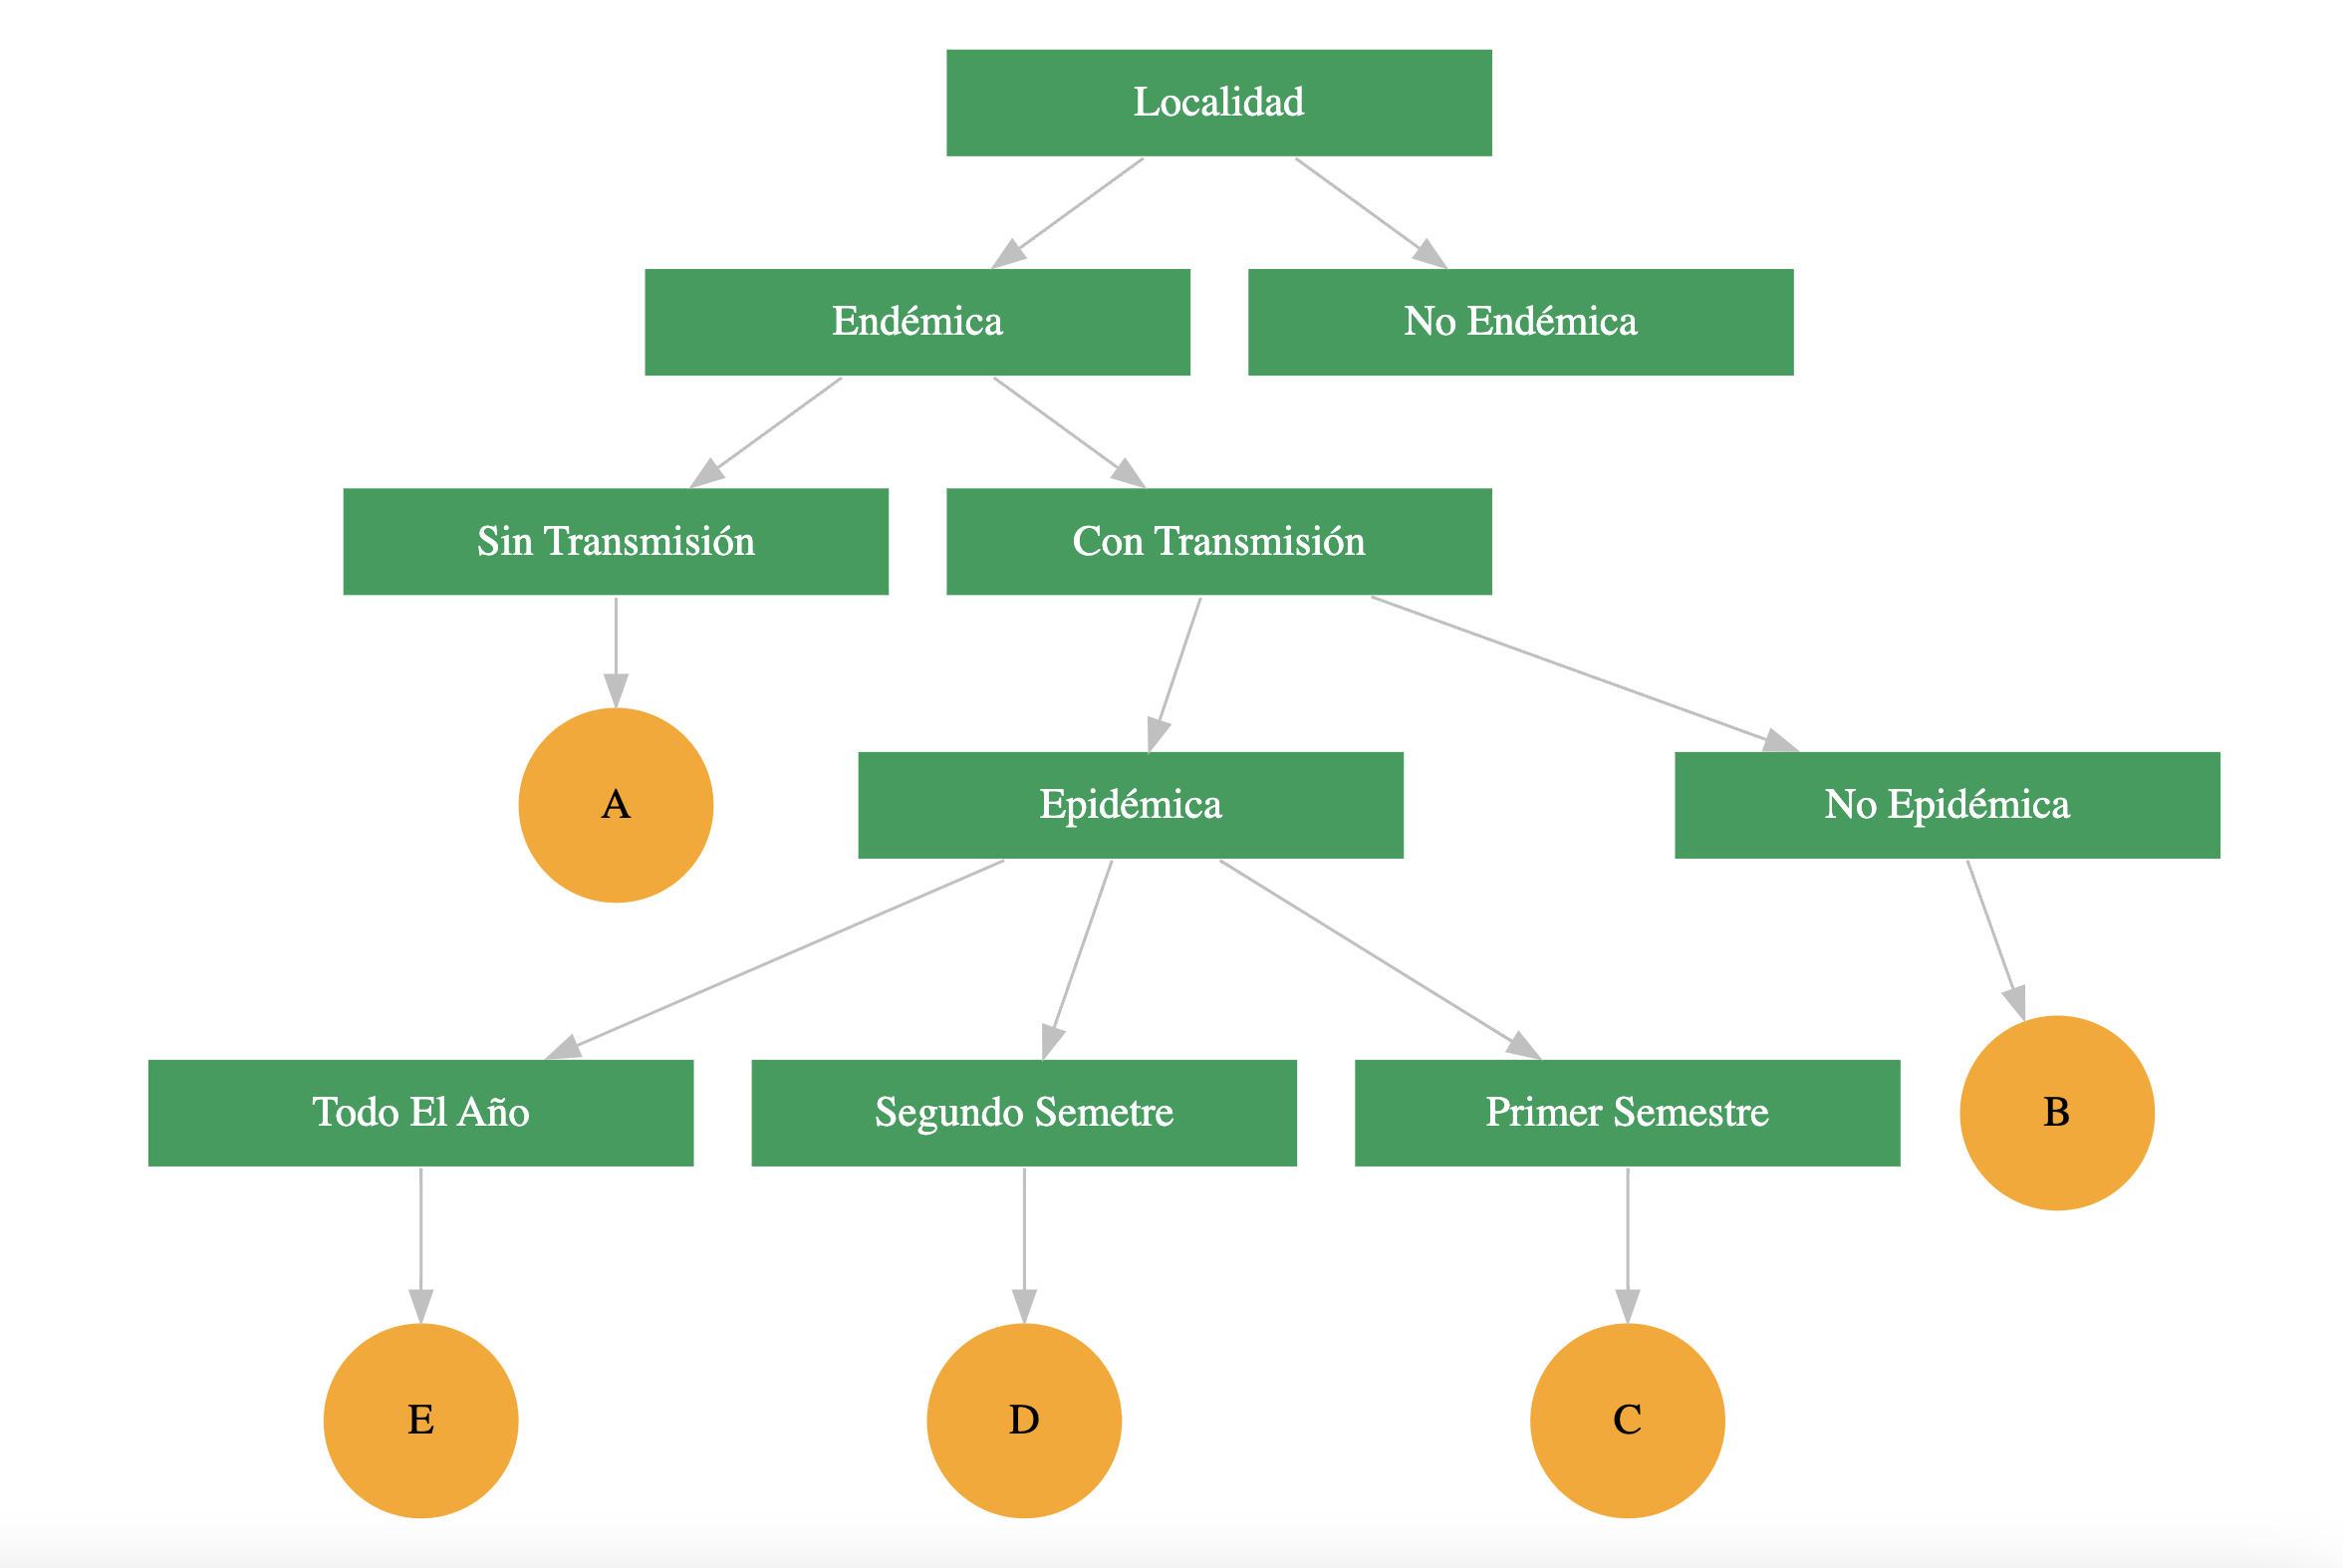 Localidad
Endémica
No Endémica
Sin Transmisión
Con Transmisión
A
Epidémica
No Epidémica
Todo El Año
Segundo Semetre
Primer Semestre
B
E
D
C